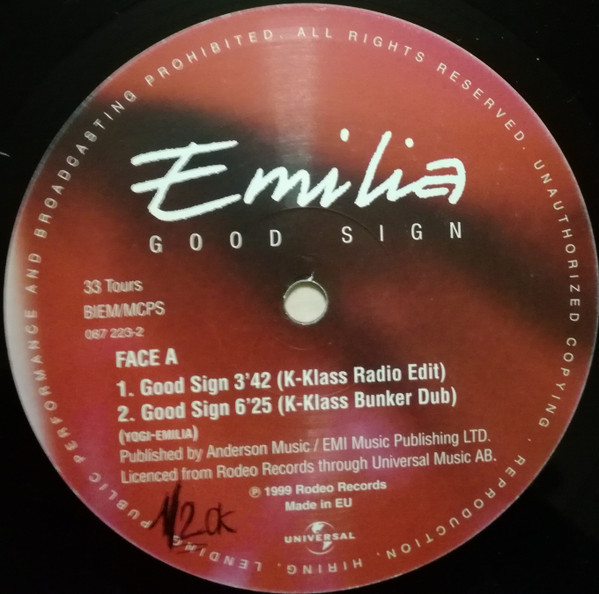 PUBLIC PERFORMANCE AND BROADCASTING PROHIBITED. ALL RIGHTS RESERVED. UNAUTHORIZED COPYING, REPRODUCTION, HIRING, LENDING
Emilia
GOOD SIGN
33 Tours
BIEM/MCPS
087 223-2
FACE A
1. Good Sign 3'42 (K-Klass Radio Edit)
2. Good Sign 6'25 (K-Klass Bunker Dub)
(YOGI-EMILIA)
Published by Anderson Music / EMI Music Publishing LTD.
Licenced from Rodeo Records through Universal Music AB.
℗ 1999 Rodeo Records
Made in EU
UNIVERSAL